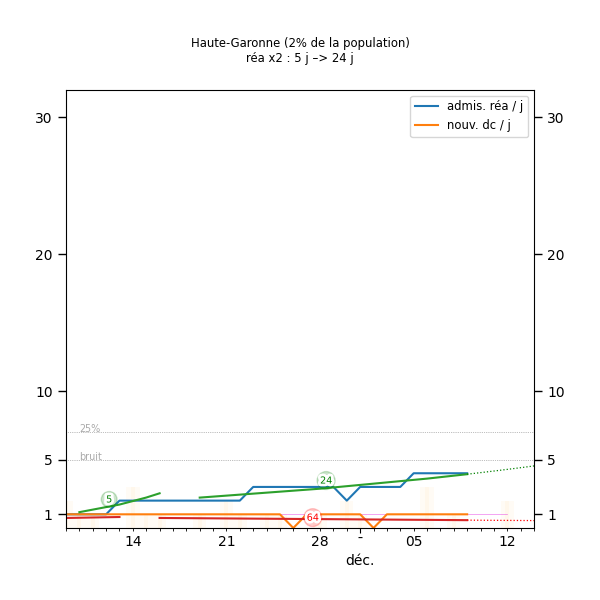 Haute-Garonne (2% de la population)
réa x2 : 5 j –> 24 j
admis. réa / j
nouv. dc / j
30 30
20 20
10 10
25%
5 bruit 5
24
5
64
1 1
14 21 28 - 05 12
déc.